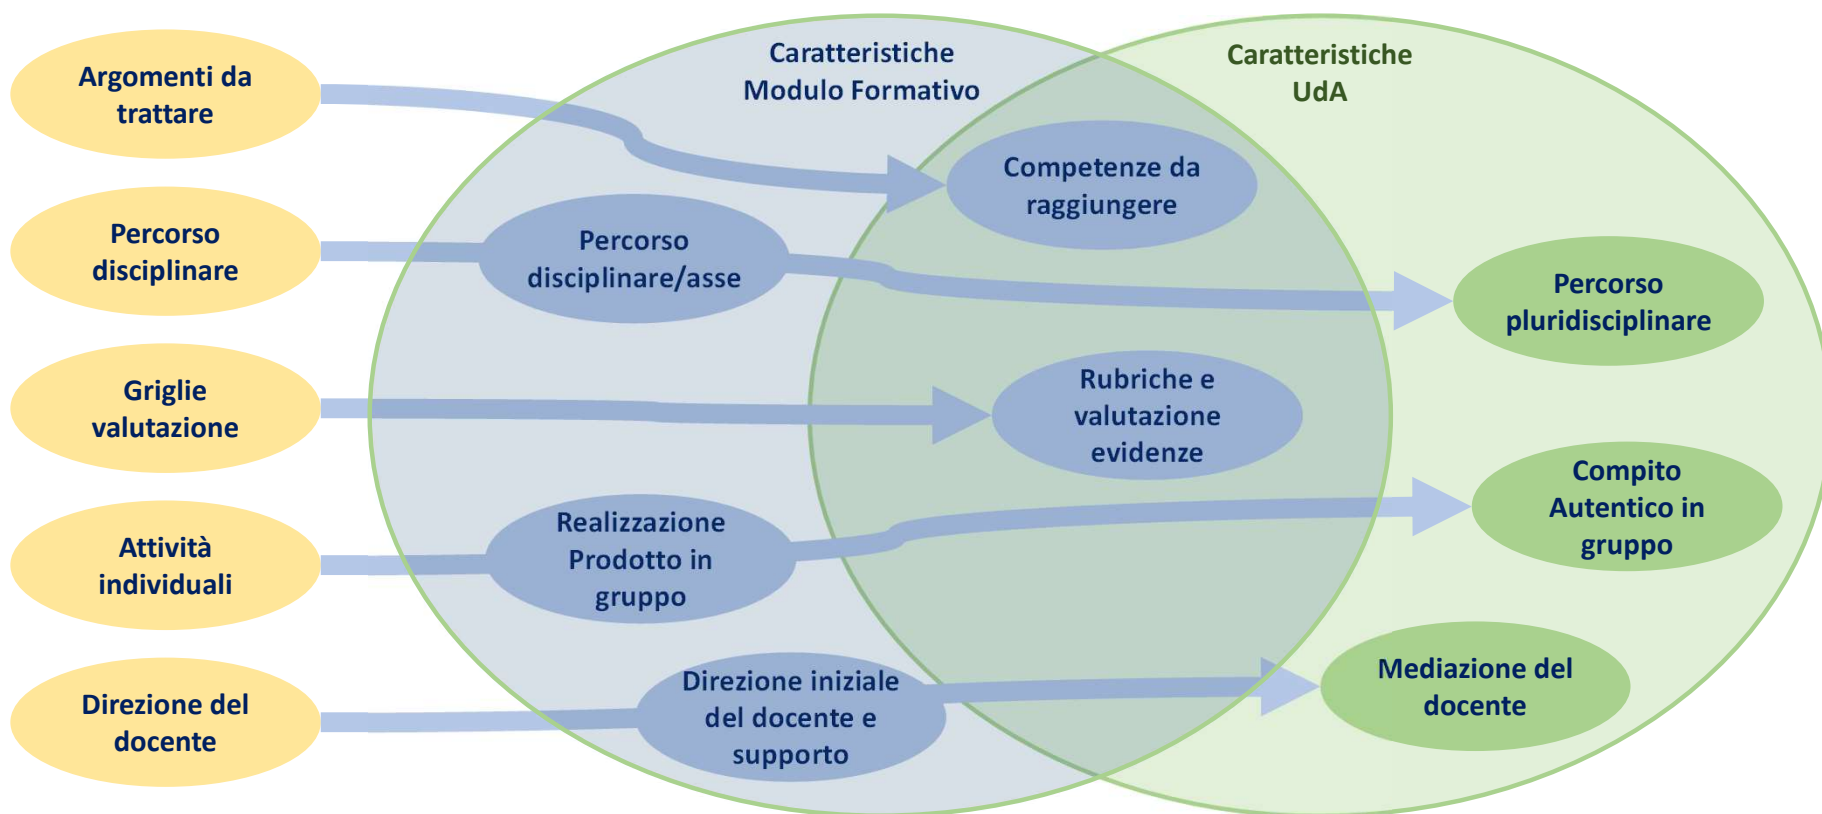 Caratteristiche
Modulo Formativo
Caratteristiche
UdA
Argomenti da
trattare
Competenze da
raggiungere
Percorso
disciplinare
Percorso
disciplinare/asse
Percorso
pluridisciplinare
Griglie
valutazione
Rubriche e
valutazione
evidenze
Attività
individuali
Realizzazione
Prodotto in
gruppo
Compito
Autentico in
gruppo
Direzione del
docente
Direzione iniziale
del docente e
supporto
Mediazione del
docente